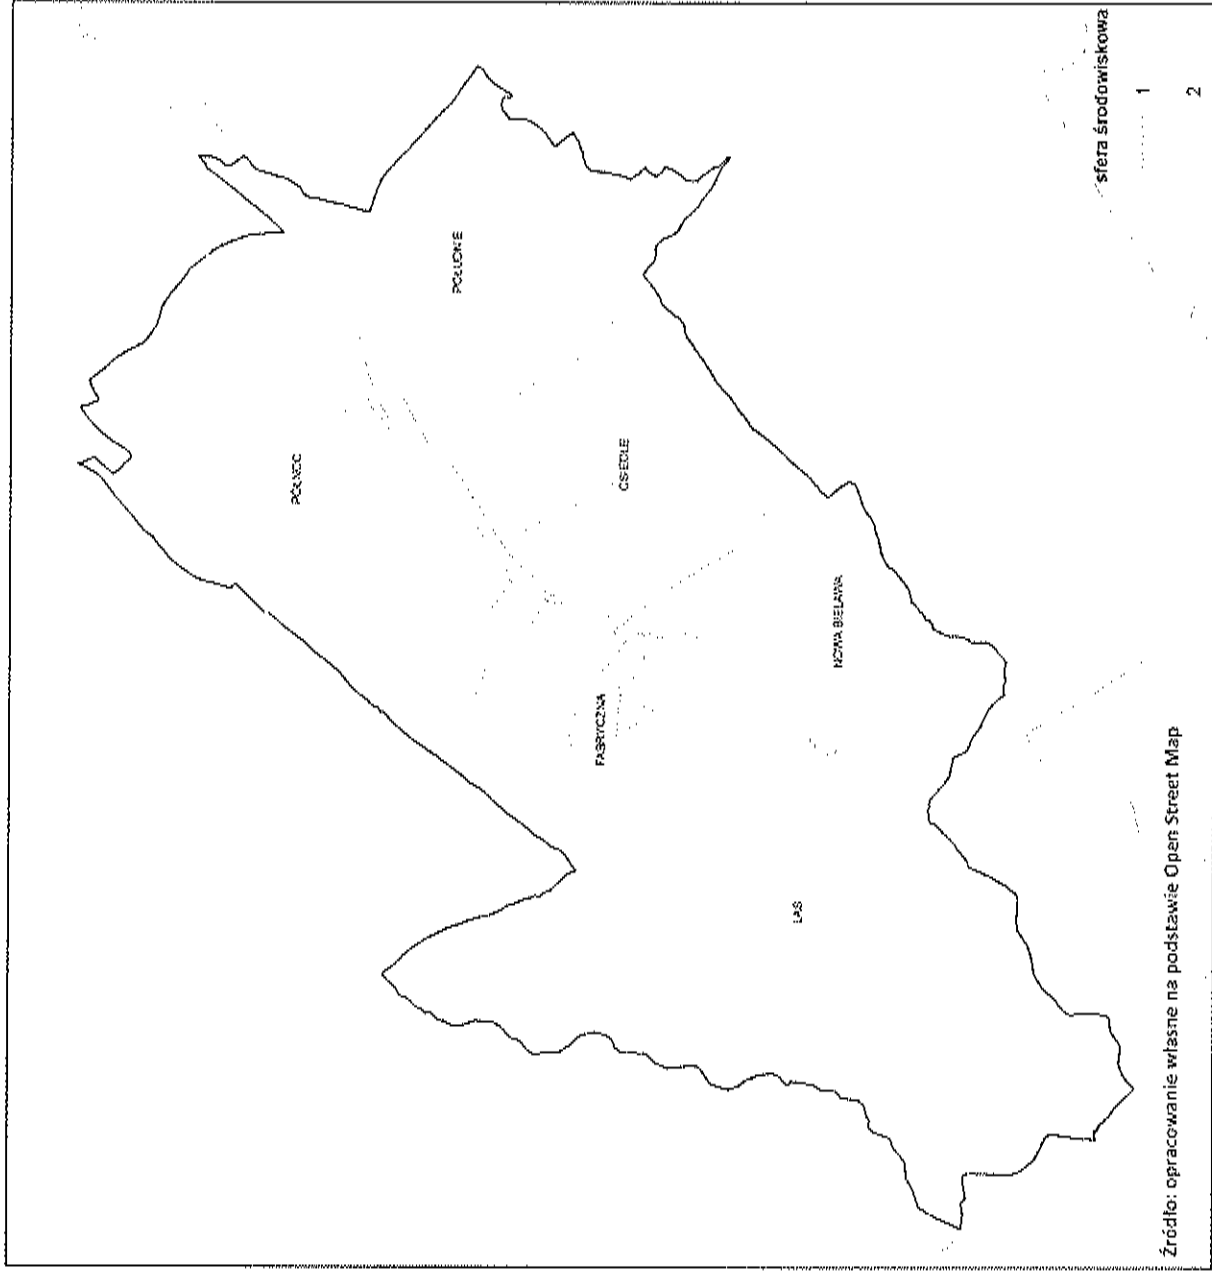 PÓŁNOC
POŁUDNIE
OSIEDLE
FABRYCZNA
NOWA BIELAWA
LAS
sfera środowiskowa
1
2
Źródło: opracowanie własne na podstawie Open Street Map